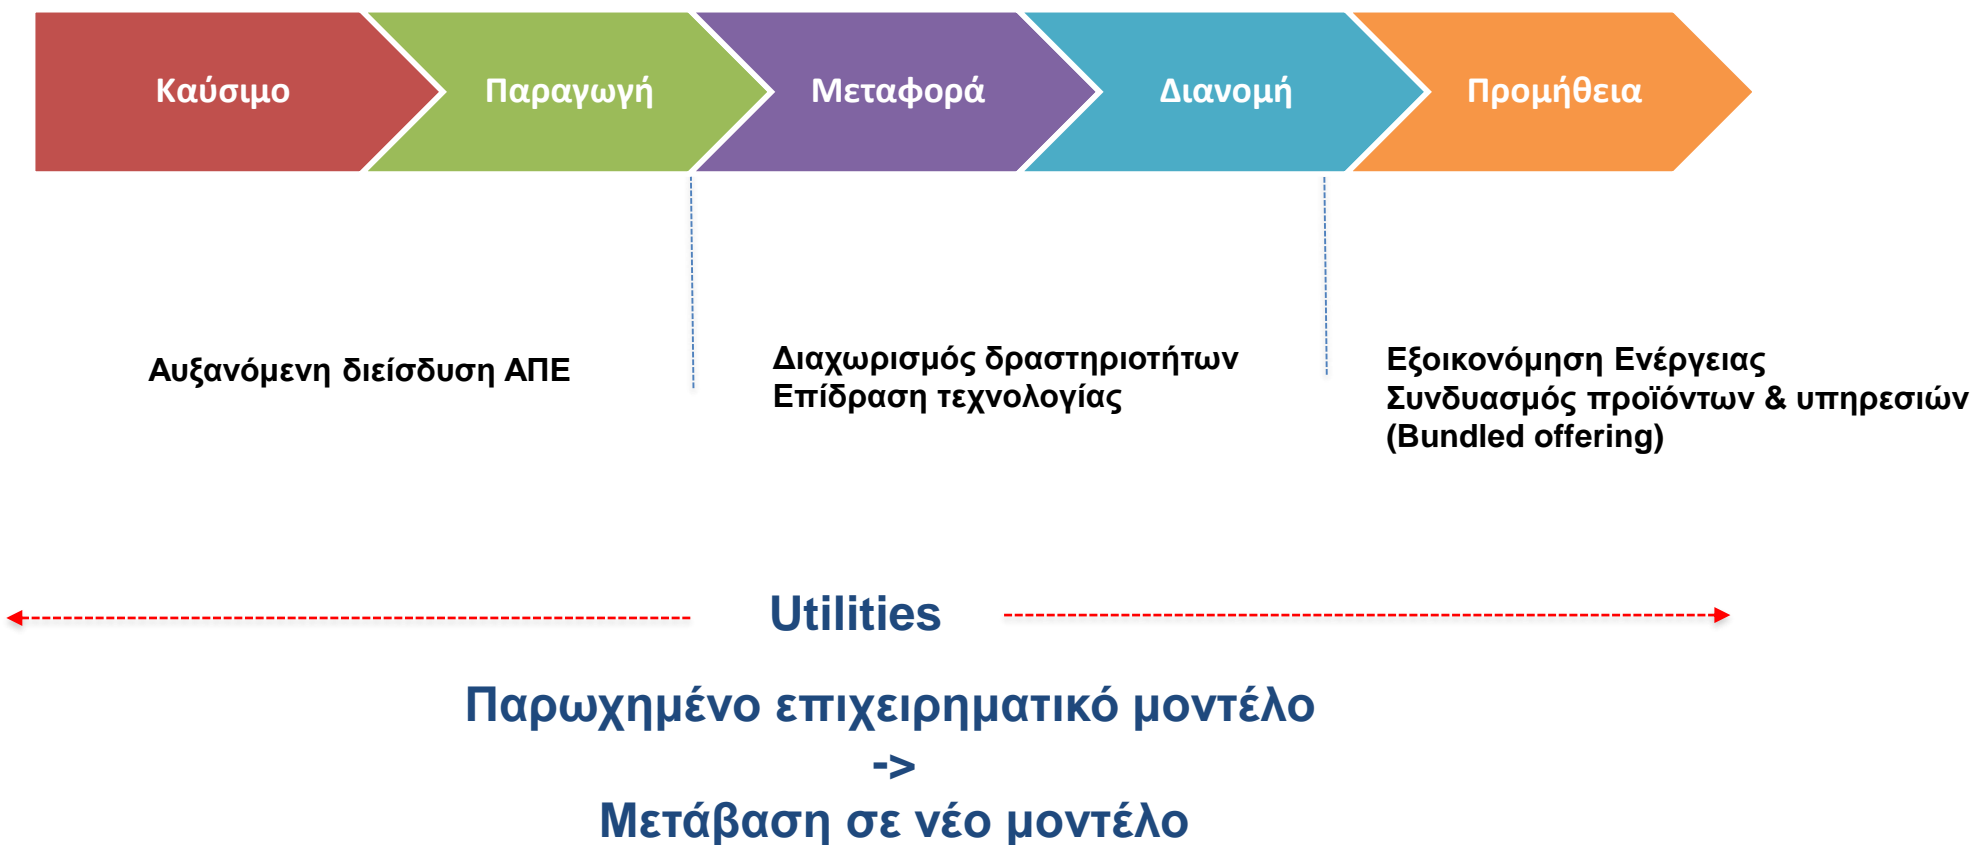 Καύσιμο
Παραγωγή
Μεταφορά
Διανομή
Προμήθεια
Αυξανόμενη διείσδυση ΑΠΕ
Διαχωρισμός δραστηριοτήτων
Επίδραση τεχνολογίας
Εξοικονόμηση Ενέργειας
Συνδυασμός προϊόντων & υπηρεσιών
(Bundled offering)
Utilities
Παρωχημένο επιχειρηματικό μοντέλο
->
Μετάβαση σε νέο μοντέλο